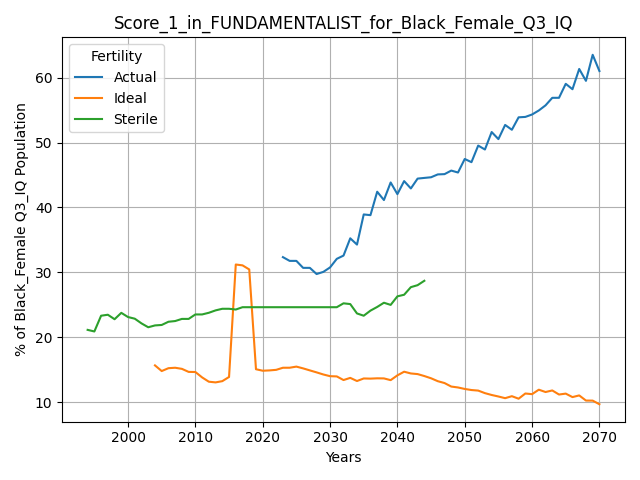 Score_1_in_FUNDAMENTALIST_for_Black_Female_Q3_IQ
Fertility
Actual
Ideal
Sterile
% of Black_Female Q3_IQ Population
60
50
40
30
20
10
2000 2010 2020 2030 2040 2050 2060 2070
Years